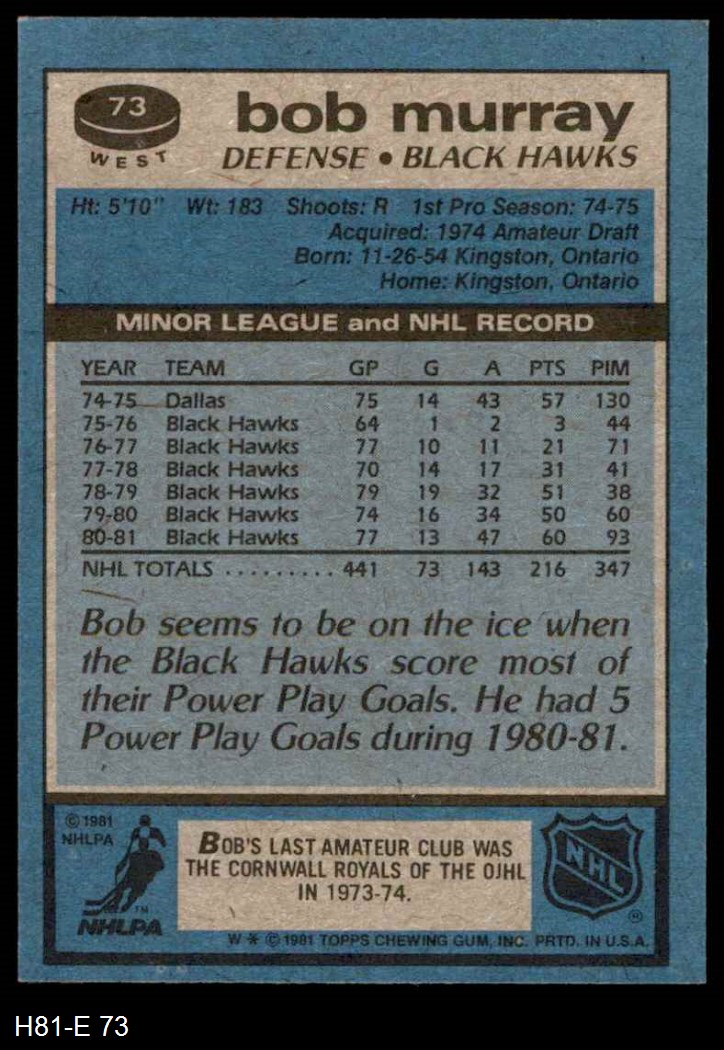 73
WEST
bob murray
DEFENSE • BLACK HAWKS
Ht: 5'10" Wt: 183 Shoots: R 1st Pro Season: 74-75
Acquired: 1974 Amateur Draft
Born: 11-26-54 Kingston, Ontario
Home: Kingston, Ontario
MINOR LEAGUE and NHL RECORD
YEAR TEAM GP G A PTS PIM
74-75 Dallas 75 14 43 57 130
75-76 Black Hawks 64 1 2 3 44
76-77 Black Hawks 77 10 11 21 71
77-78 Black Hawks 70 14 17 31 41
78-79 Black Hawks 79 19 32 51 38
79-80 Black Hawks 74 16 34 50 60
80-81 Black Hawks 77 13 47 60 93
NHL TOTALS .......... 441 73 143 216 347
Bob seems to be on the ice when
the Black Hawks score most of
their Power Play Goals. He had 5
Power Play Goals during 1980-81.
© 1981
NHLPA
TM
NHLPA
BOB'S LAST AMATEUR CLUB WAS
THE CORNWALL ROYALS OF THE OJHL
IN 1973-74.
NHL
®
W * © 1981 TOPPS CHEWING GUM, INC. PRTD. IN U.S.A.
H81-E 73